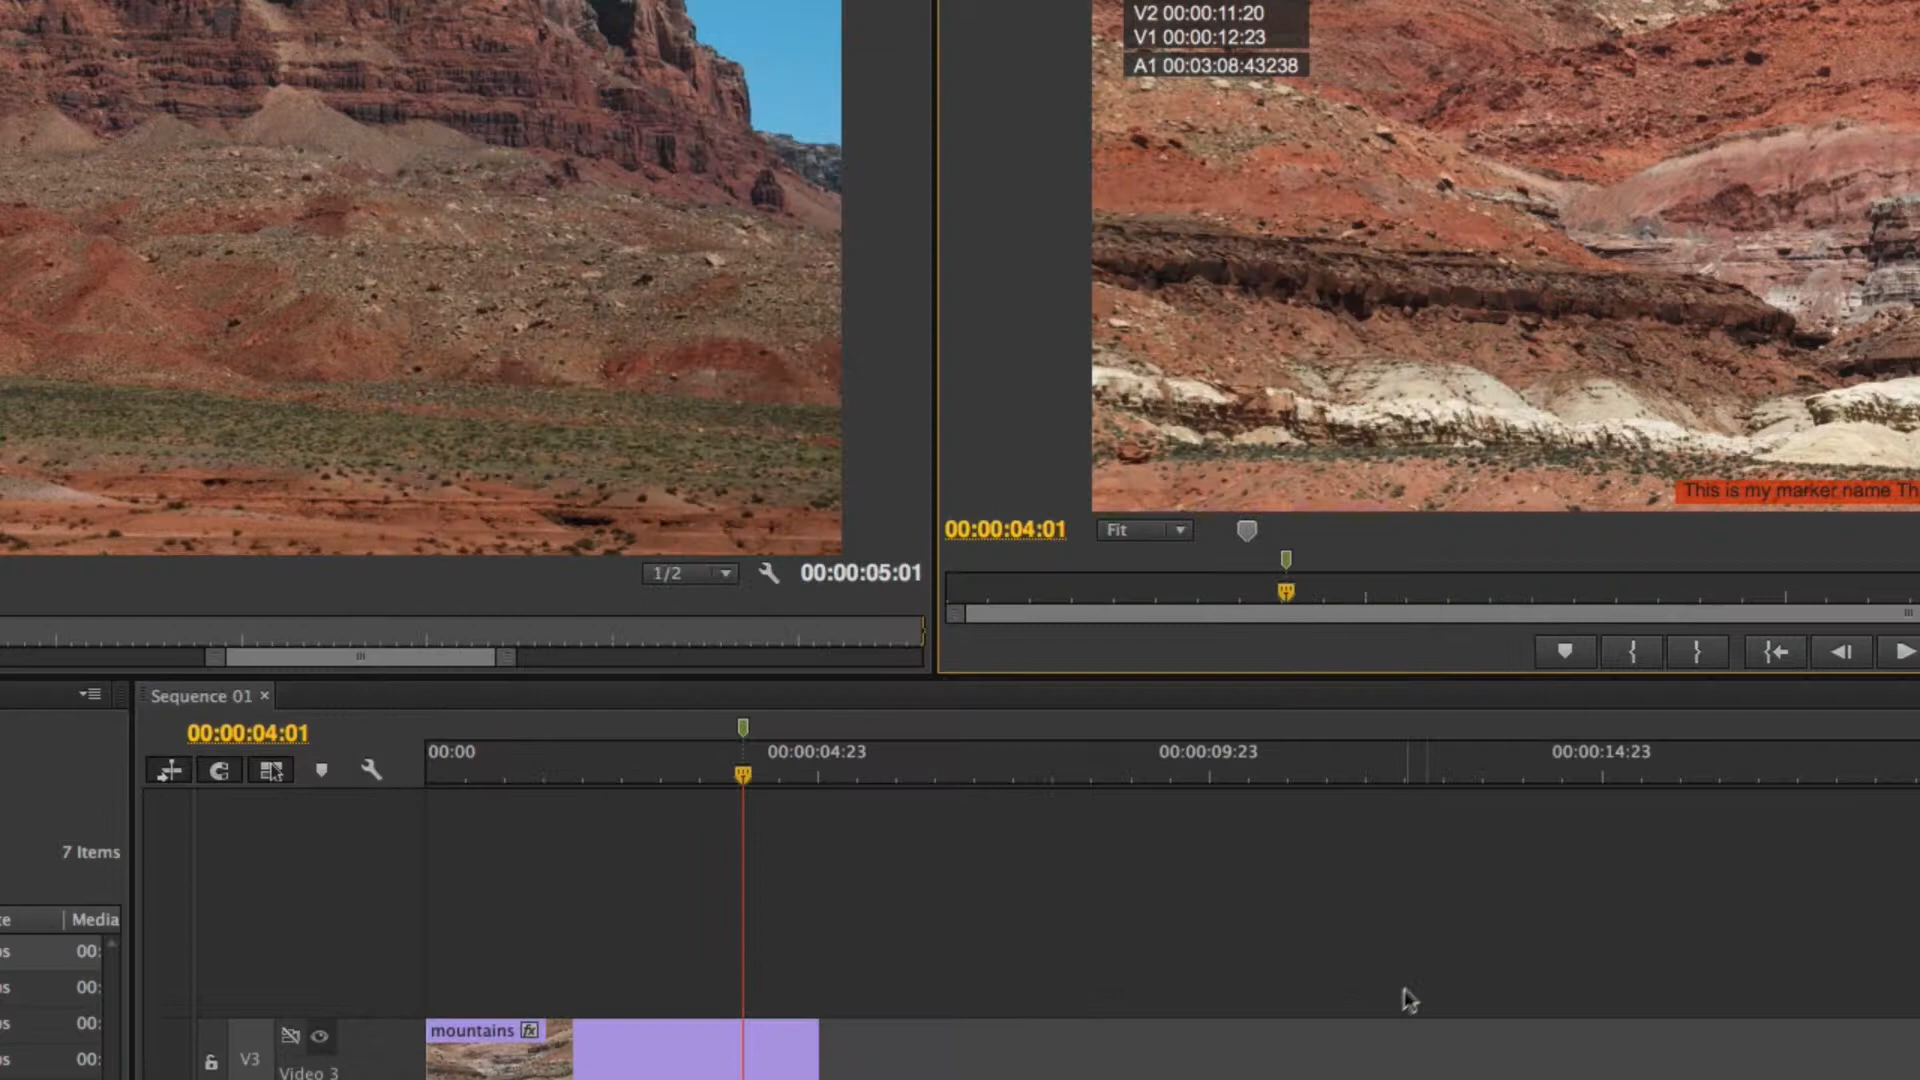 V2 00:00:11:20
V1 00:00:12:23
A1 00:03:08:43238
This is my marker name Th
00:00:04:01
Fit
1/2
00:00:05:01
Sequence 01
00:00:04:01
00:00
00:00:04:23
00:00:09:23
00:00:14:23
7 Items
Media
00:
00:
00:
00:
mountains fx
V3
Video 3